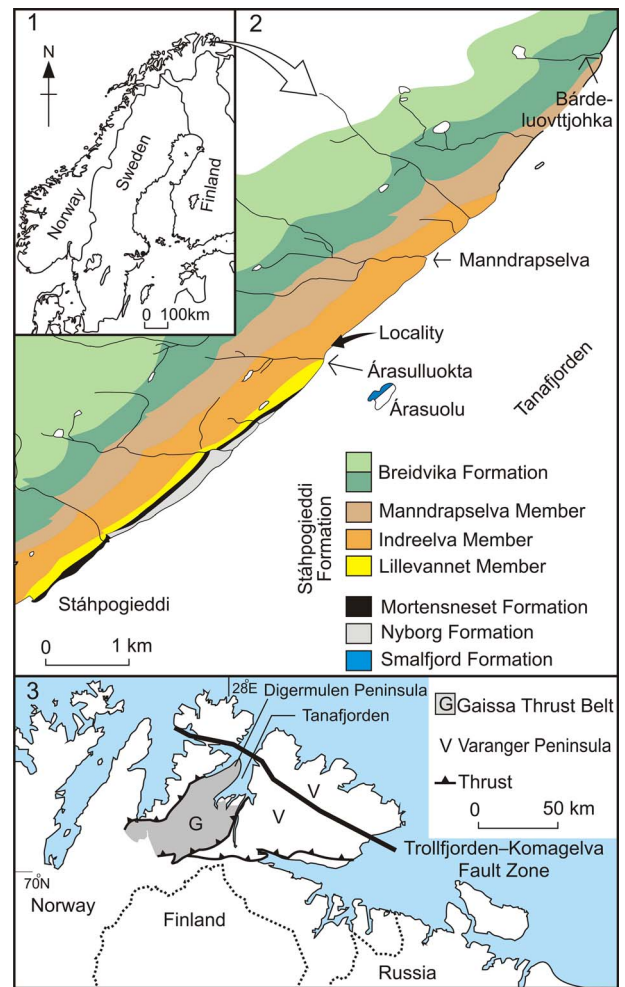 1
N
Norway
Sweden
Finland
0 100km
2
Bárde-
luovttjohka
Manndrapselva
Locality
Árasulluokta
Árasuolu
Tanafjorden
Stáhpogieddi
Formation
Breidvika Formation
Manndrapselva Member
Indreelva Member
Lillevannet Member
Mortensneset Formation
Nyborg Formation
Smalfjord Formation
Stáhpogieddi
0 1 km
3
28°E
Digermulen Peninsula
Tanafjorden
G Gaissa Thrust Belt
V Varanger Peninsula
Thrust
0 50 km
V
V
G
Trollfjorden–Komagelva
Fault Zone
70°N
Norway
Finland
Russia